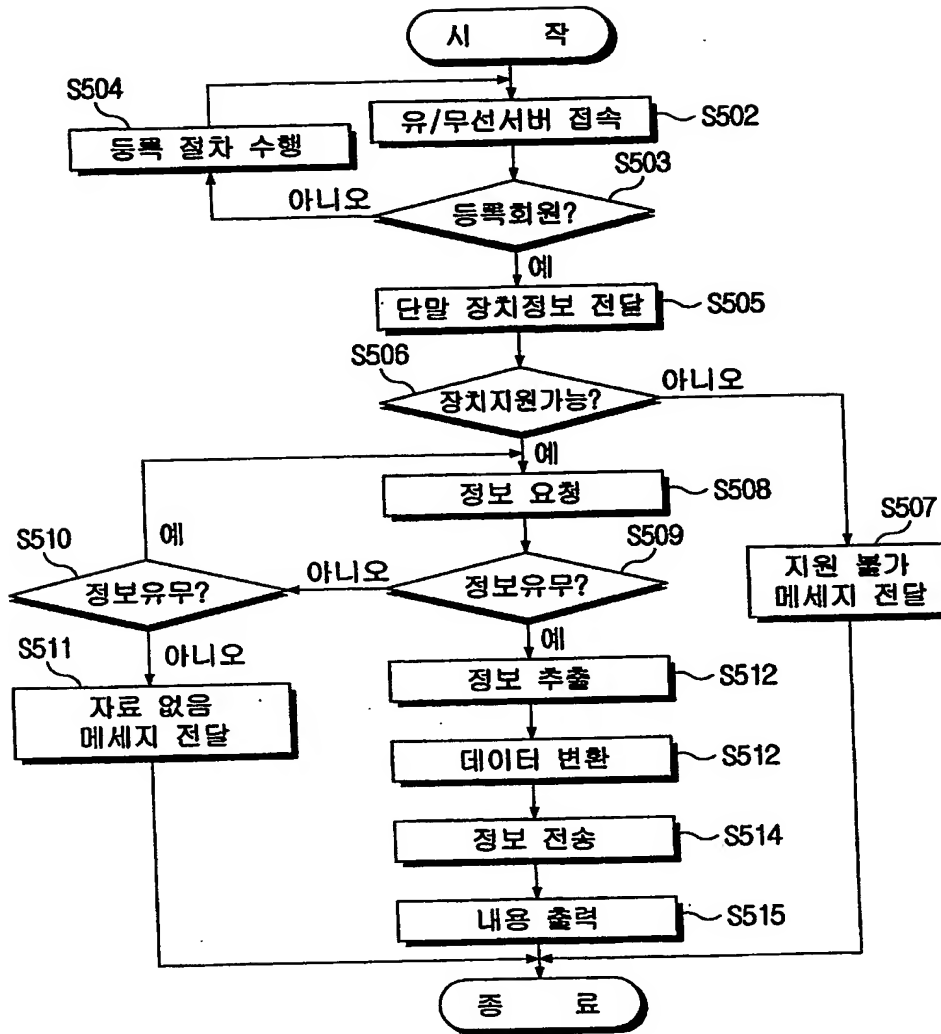 시 작
S504
등록 절차 수행
유/무선서버 접속
S502
S503
아니오
등록회원?
예
단말 장치정보 전달
S505
S506
장치지원가능?
아니오
예
정보 요청
S508
S507
지원 불가
메세지 전달
S510
예
정보유무?
아니오
S509
정보유무?
예
S511
아니오
자료 없음
메세지 전달
정보 추출
S512
데이터 변환
S512
정보 전송
S514
내용 출력
S515
종 료